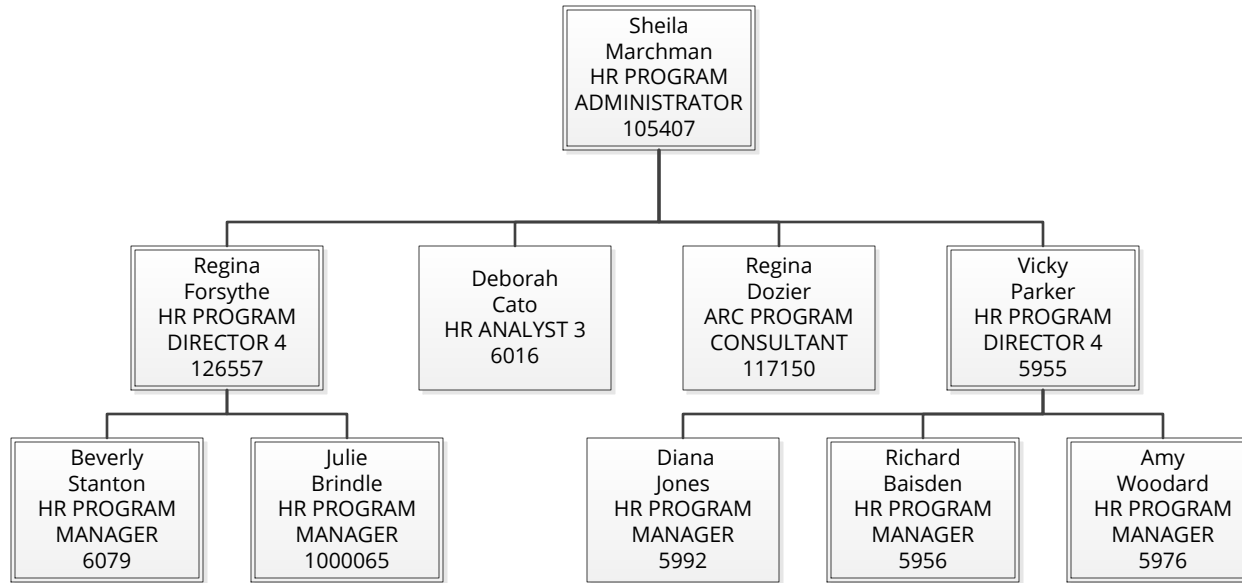 Sheila
Marchman
HR PROGRAM
ADMINISTRATOR
105407
Regina
Forsythe
HR PROGRAM
DIRECTOR 4
126557
Deborah
Cato
HR ANALYST 3
6016
Regina
Dozier
ARC PROGRAM
CONSULTANT
117150
Vicky
Parker
HR PROGRAM
DIRECTOR 4
5955
Beverly
Stanton
HR PROGRAM
MANAGER
6079
Julie
Brindle
HR PROGRAM
MANAGER
1000065
Diana
Jones
HR PROGRAM
MANAGER
5992
Richard
Baisden
HR PROGRAM
MANAGER
5956
Amy
Woodard
HR PROGRAM
MANAGER
5976